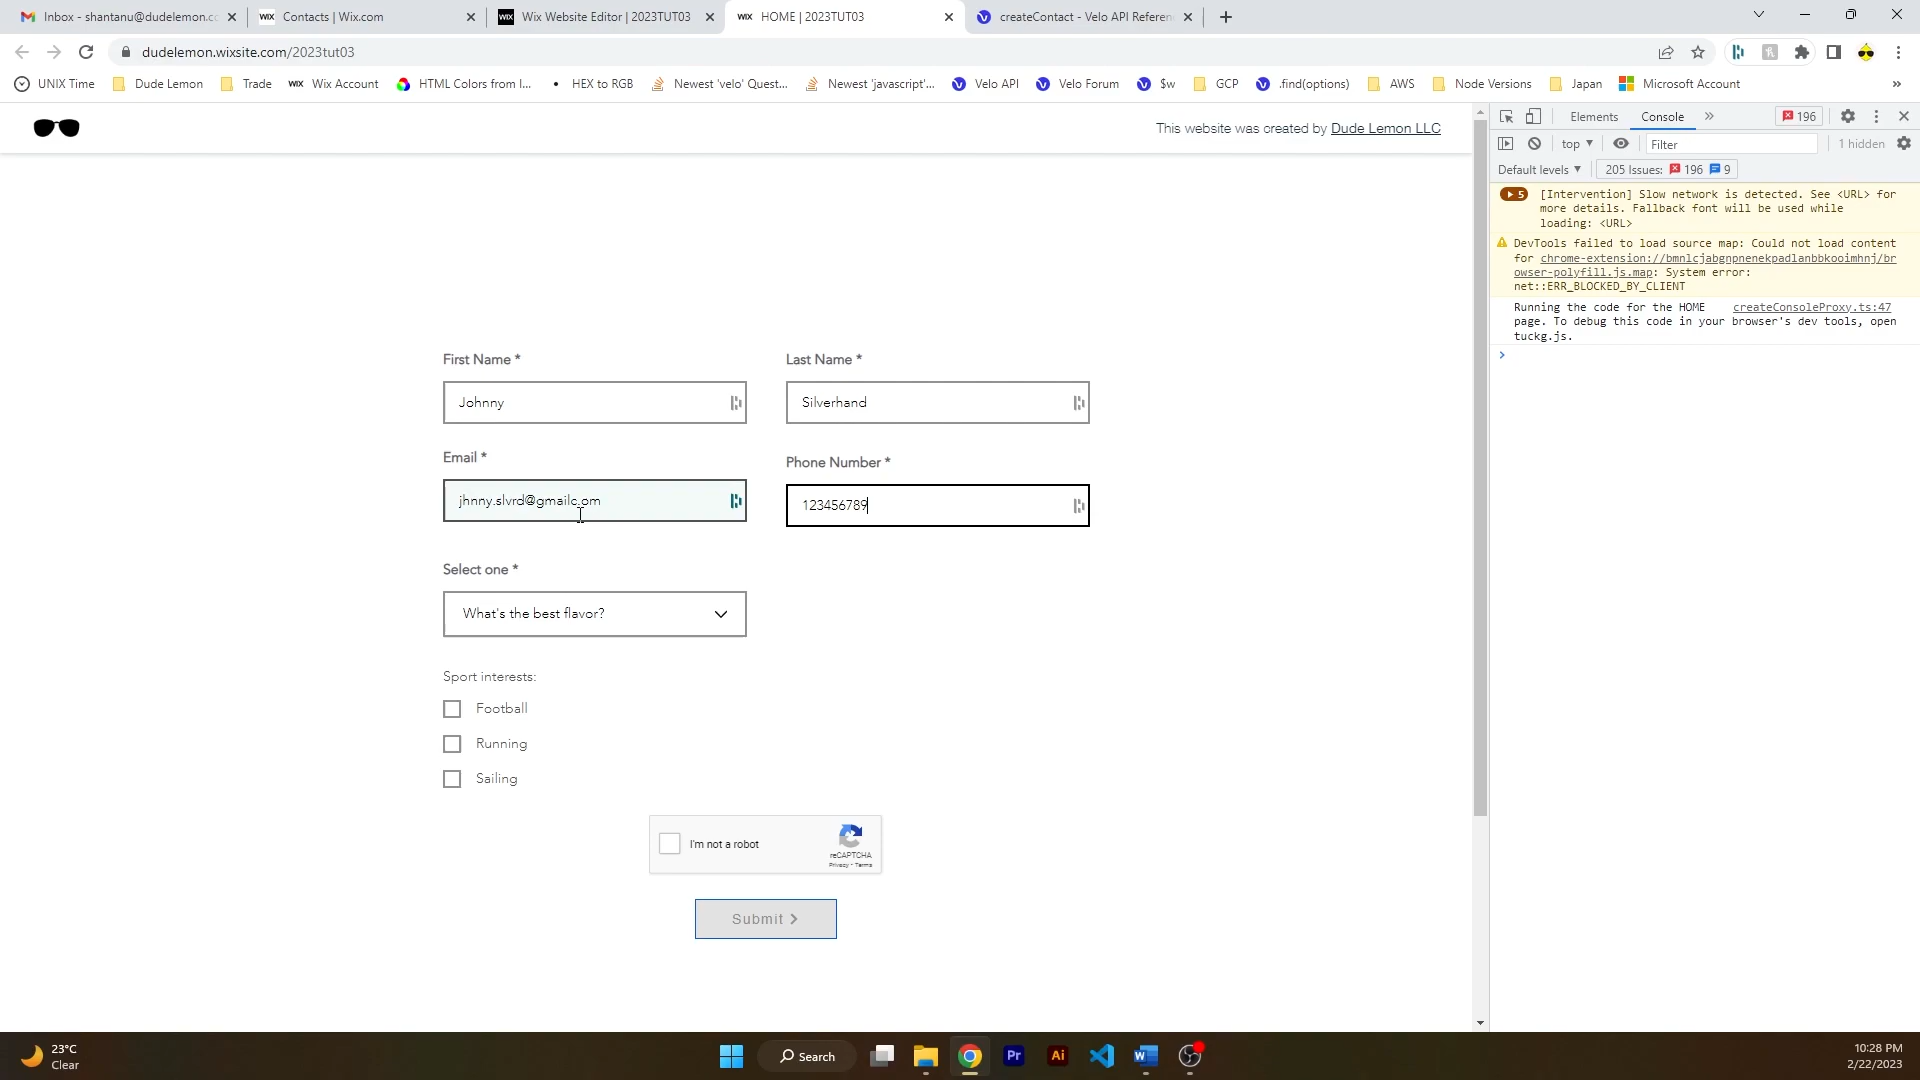 Inbox - shantanu@dudelemon.cc
WIX Contacts | Wix.com
WIX Wix Website Editor | 2023TUT03
WIX HOME | 2023TUT03
createContact - Velo API Referen
dudelemon.wixsite.com/2023tut03
UNIX Time
Dude Lemon
Trade
WIX Wix Account
HTML Colors from I...
HEX to RGB
Newest 'velo' Quest...
Newest 'javascript'...
Velo API
Velo Forum
$w
GCP
.find(options)
AWS
Node Versions
Japan
Microsoft Account
»
This website was created by Dude Lemon LLC
First Name *
Last Name *
Johnny
Silverhand
Email *
Phone Number *
jhnny.slvrd@gmailc.om
123456789
Select one *
What's the best flavor?
Sport interests:
Football
Running
Sailing
I'm not a robot
reCAPTCHA
Privacy - Terms
Submit
Elements
Console
»
196
top
Filter
1 hidden
Default levels
205 Issues: 196 9
5 [Intervention] Slow network is detected. See <URL> for
more details. Fallback font will be used while
loading: <URL>
DevTools failed to load source map: Could not load content
for chrome-extension://bmnlcjabgnpnenekpadlanbbkooimhnj/br
owser-polyfill.js.map: System error:
net::ERR_BLOCKED_BY_CLIENT
Running the code for the HOME createConsoleProxy.ts:47
page. To debug this code in your browser's dev tools, open
tuckg.js.
23°C
Clear
Search
Pr
Ai
10:28 PM
2/22/2023